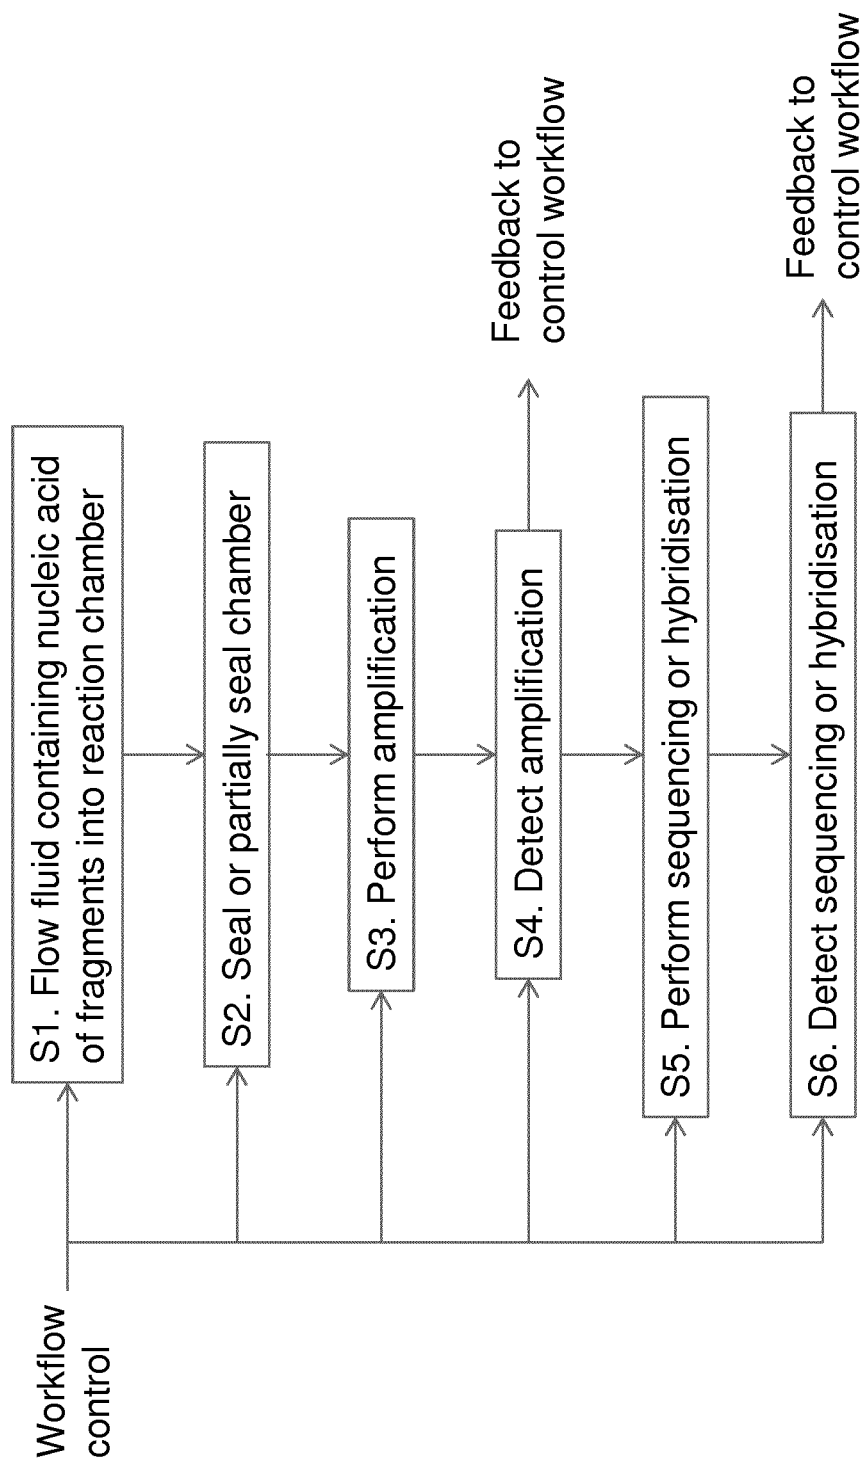 Workflow
control
S1. Flow fluid containing nucleic acid
of fragments into reaction chamber
S2. Seal or partially seal chamber
S3. Perform amplification
S4. Detect amplification
Feedback to
control workflow
S5. Perform sequencing or hybridisation
S6. Detect sequencing or hybridisation
Feedback to
control workflow